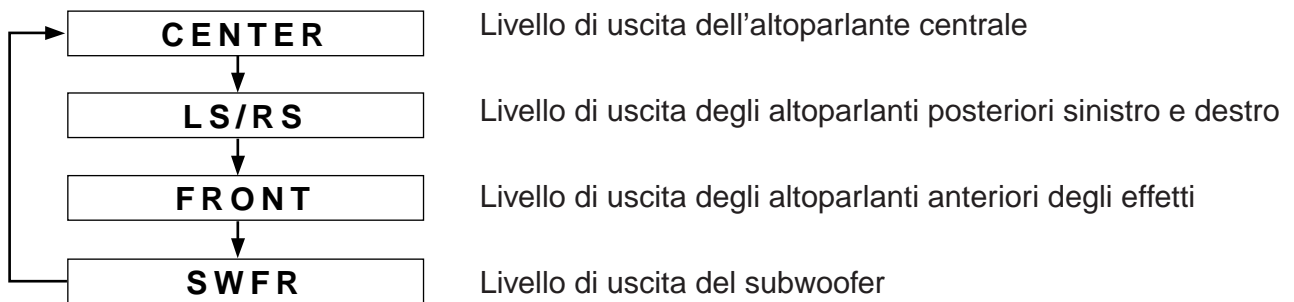 CENTER Livello di uscita dell’altoparlante centrale
LS/RS Livello di uscita degli altoparlanti posteriori sinistro e destro
FRONT Livello di uscita degli altoparlanti anteriori degli effetti
SWFR Livello di uscita del subwoofer